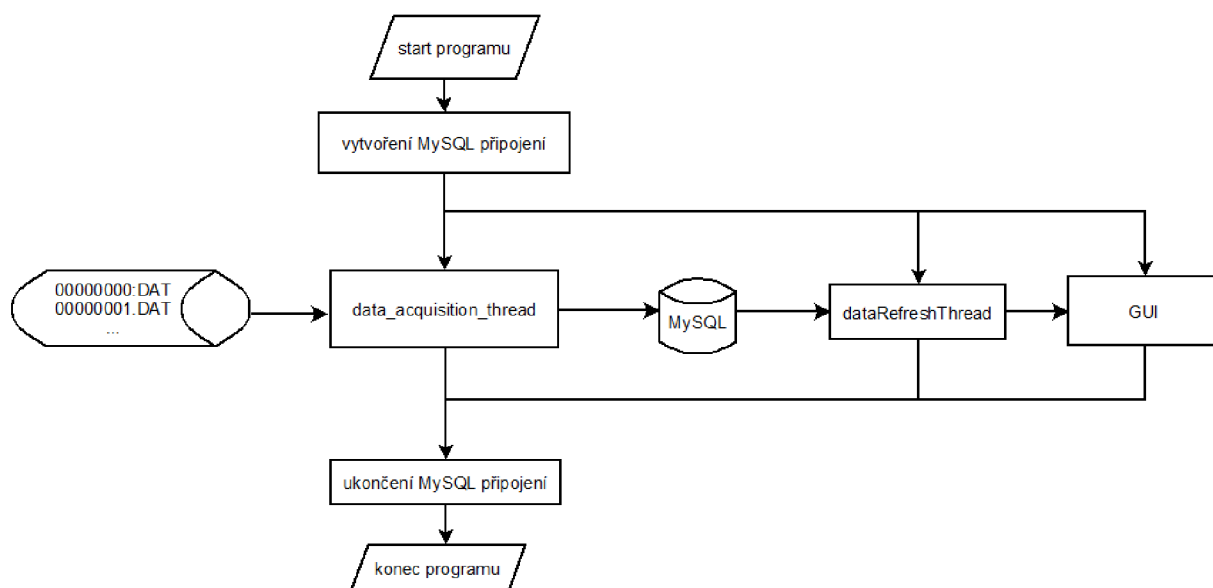 start programu
vytvoření MySQL připojení
00000000:DAT
00000001.DAT
...
data_acquisition_thread
MySQL
dataRefreshThread
GUI
ukončení MySQL připojení
konec programu